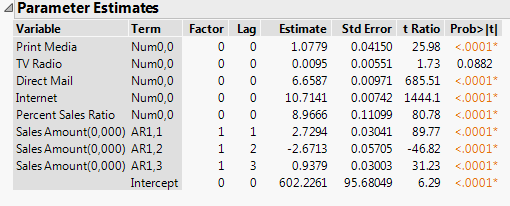 Parameter Estimates
Variable Term Factor Lag Estimate Std Error t Ratio Prob>|t|
Print Media Num0,0 0 0 1.0779 0.04150 25.98 <.0001*
TV Radio Num0,0 0 0 0.0095 0.00551 1.73 0.0882
Direct Mail Num0,0 0 0 6.6587 0.00971 685.51 <.0001*
Internet Num0,0 0 0 10.7141 0.00742 1444.1 <.0001*
Percent Sales Ratio Num0,0 0 0 8.9666 0.11099 80.78 <.0001*
Sales Amount(0,000) AR1,1 1 1 2.7294 0.03041 89.77 <.0001*
Sales Amount(0,000) AR1,2 1 2 -2.6713 0.05705 -46.82 <.0001*
Sales Amount(0,000) AR1,3 1 3 0.9379 0.03003 31.23 <.0001*
Intercept 0 0 602.2261 95.68049 6.29 <.0001*